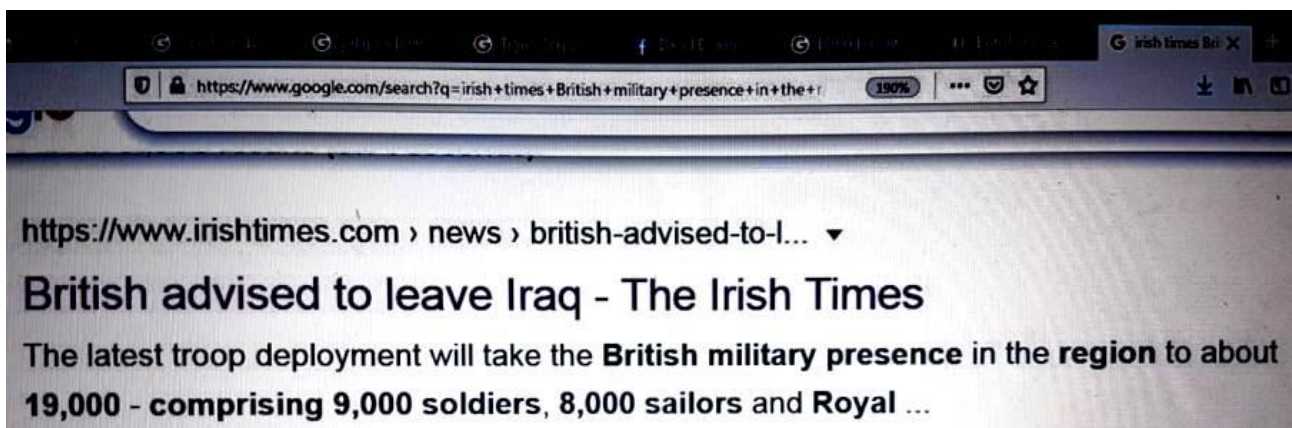 irish times Bri
https://www.google.com/search?q=irish+times+British+military+presence+in+the+r
190%
https://www.irishtimes.com › news › british-advised-to-l...
British advised to leave Iraq - The Irish Times
The latest troop deployment will take the British military presence in the region to about
19,000 - comprising 9,000 soldiers, 8,000 sailors and Royal ...